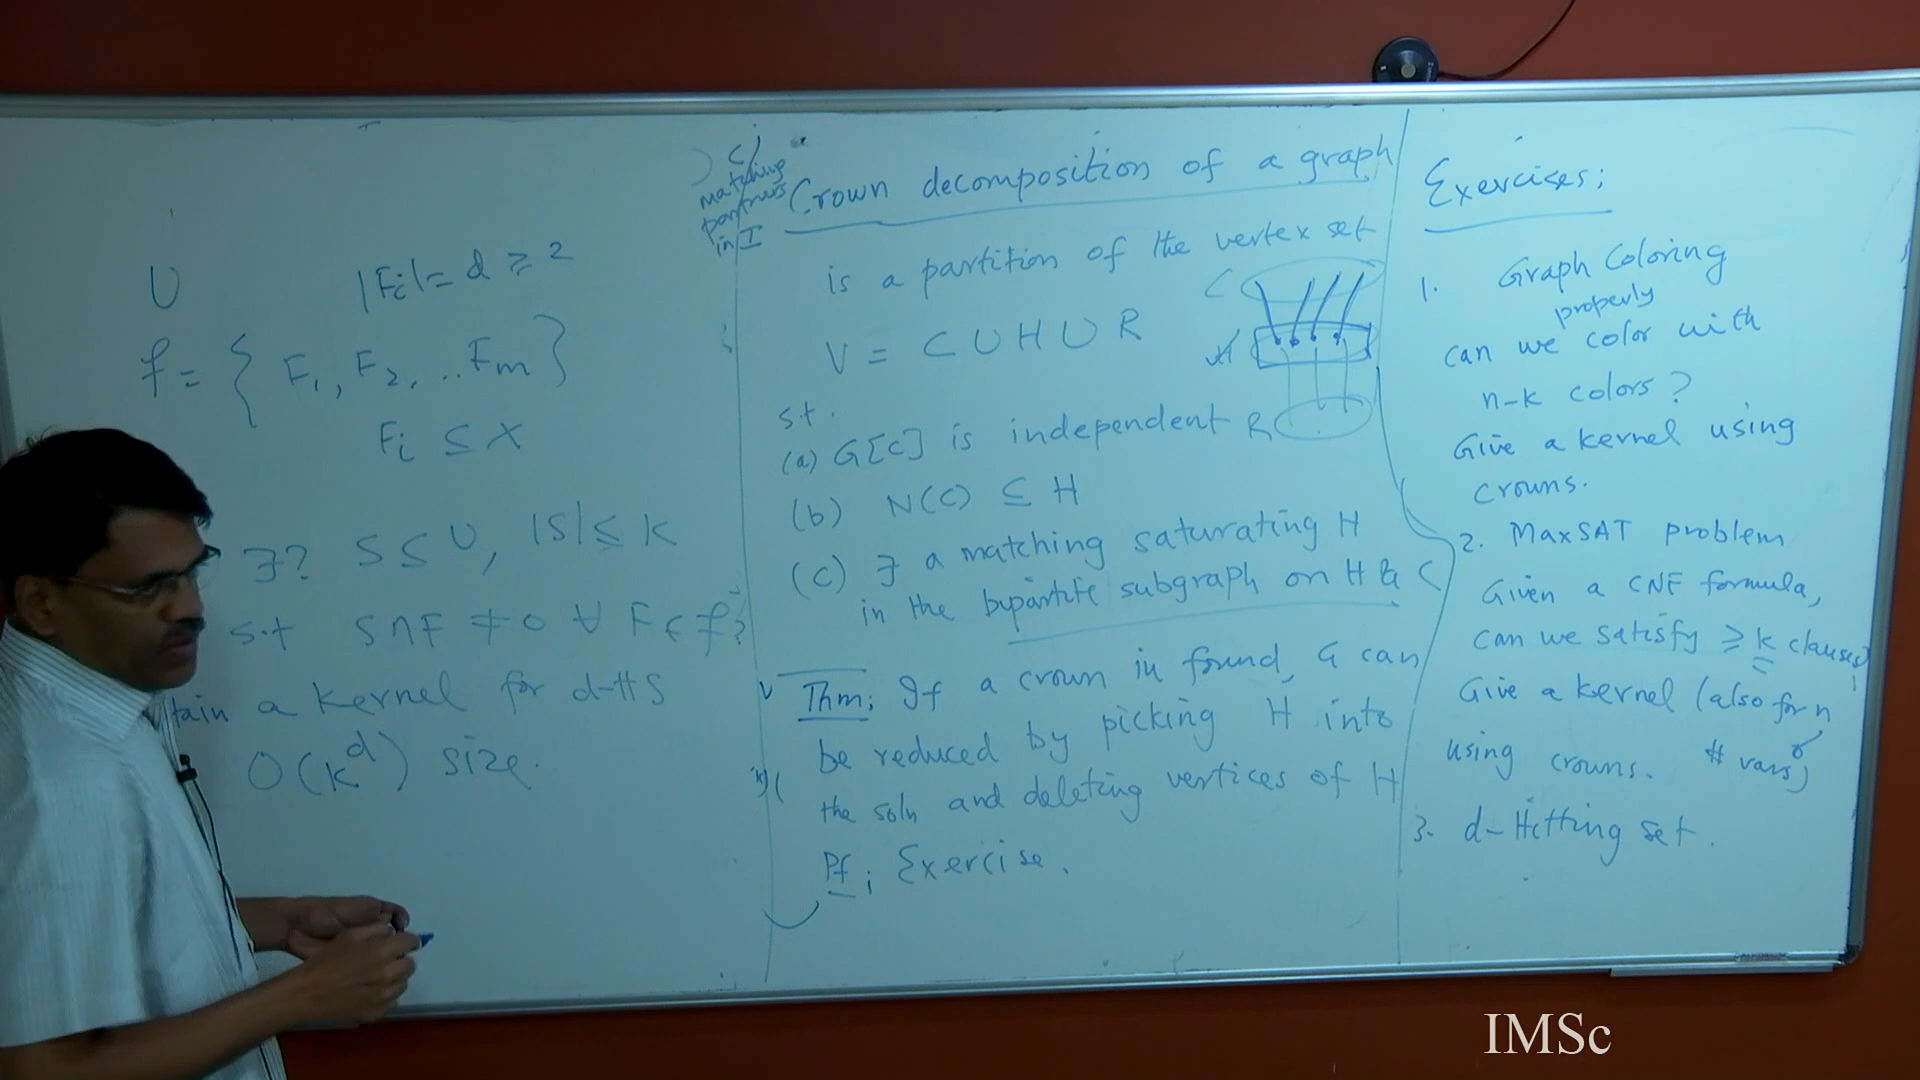 U |Fi| = d ≥ 2
f = { F1, F2, ... Fm }
Fi ⊆ X
∃? S ⊆ U, |S| ≤ k
s.t S ∩ F ≠ 0 ∀ F ∈ f?
tain a kernel for d-HS
O(k^d) size.
C/
matching
partners
in I
Crown decomposition of a graph
is a partition of the vertex set
V = C ∪ H ∪ R
C
H
R
s.t.
(a) G[C] is independent
(b) N(C) ⊆ H
(c) ∃ a matching saturating H
in the bipartite subgraph on H & C
Thm: If a crown in found, G can
be reduced by picking H into
the soln and deleting vertices of H
Pf: Exercise.
Exercises:
1. Graph Coloring
properly
can we color with
n-k colors?
Give a kernel using
crowns.
2. MaxSAT problem
Given a CNF formula,
can we satisfy ≥ k clauses
Give a kernel (also for n
using crowns. # vars)
3. d-Hitting set.
IMSc